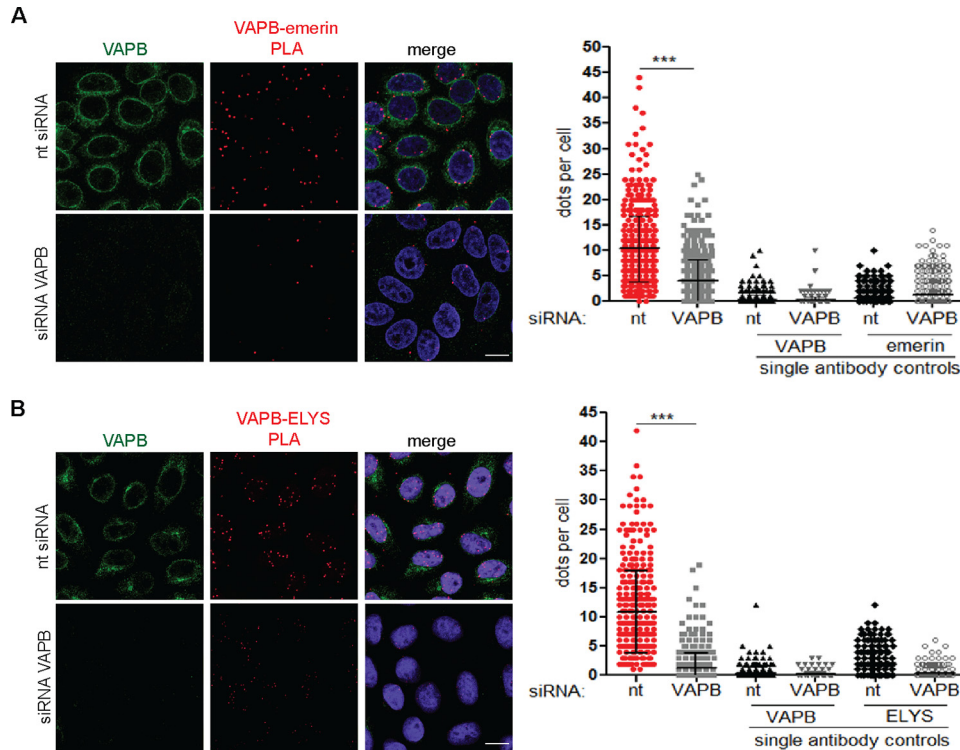 A
VAPB
VAPB-emerin
PLA
merge
nt siRNA
siRNA VAPB
dots per cell
50
45
40
35
30
25
20
15
10
5
0
***
siRNA: nt VAPB nt VAPB nt VAPB
VAPB emerin
single antibody controls
B
VAPB
VAPB-ELYS
PLA
merge
nt siRNA
siRNA VAPB
dots per cell
45
40
35
30
25
20
15
10
5
0
***
siRNA: nt VAPB nt VAPB nt VAPB
VAPB ELYS
single antibody controls